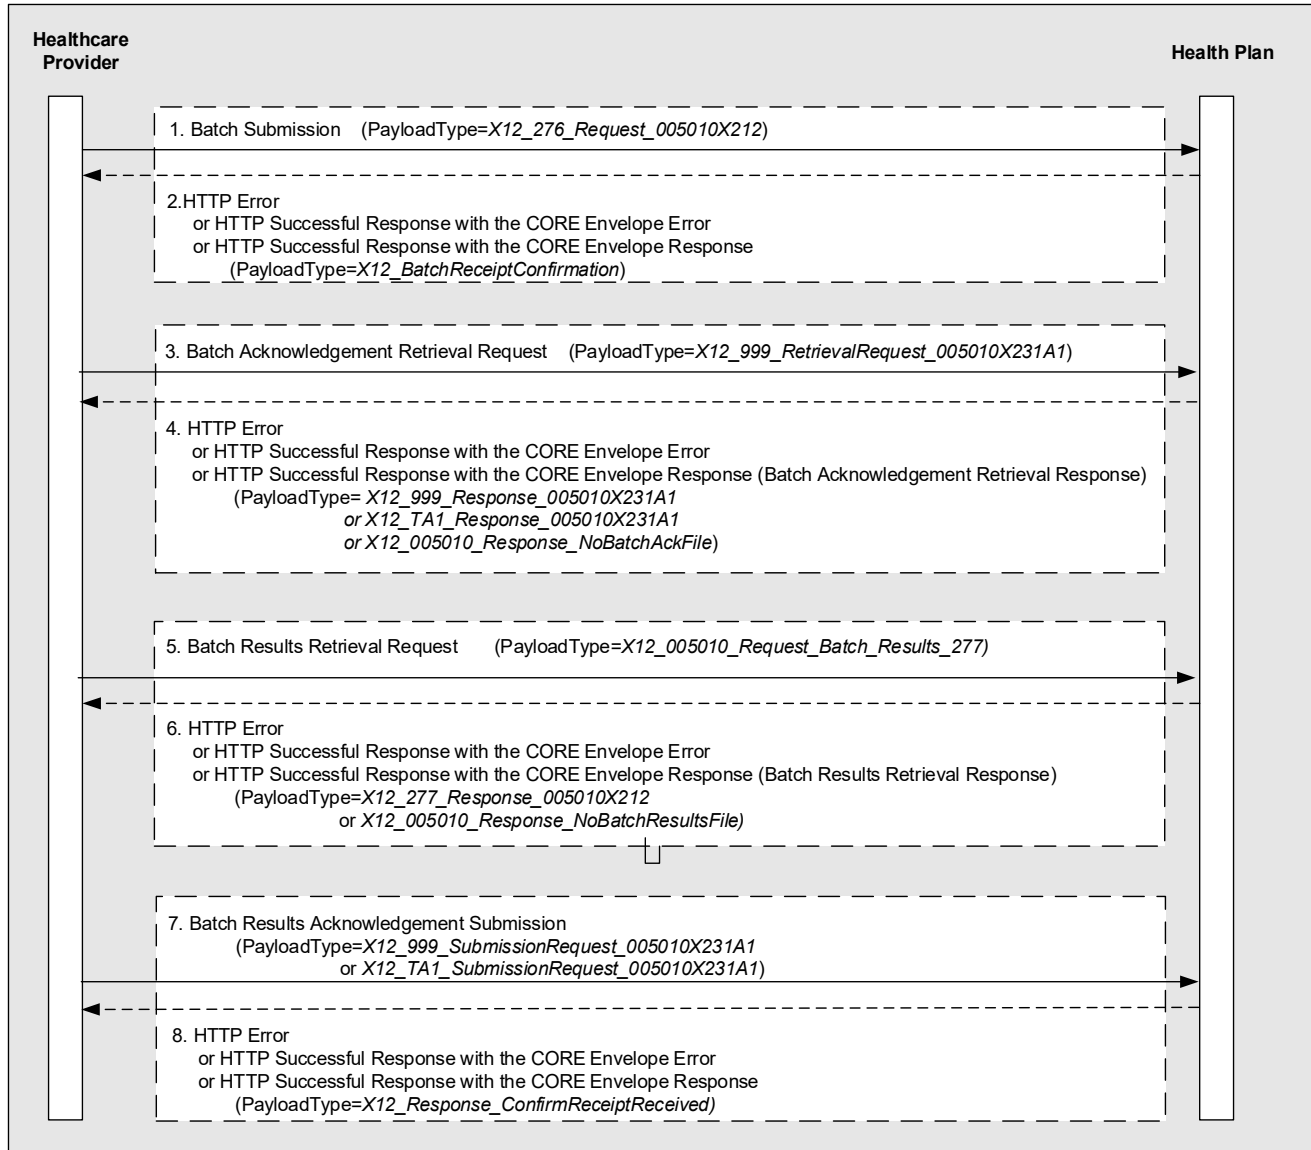 Healthcare
Provider
Health Plan
1. Batch Submission (PayloadType=X12_276_Request_005010X212)
2.HTTP Error
or HTTP Successful Response with the CORE Envelope Error
or HTTP Successful Response with the CORE Envelope Response
(PayloadType=X12_BatchReceiptConfirmation)
3. Batch Acknowledgement Retrieval Request (PayloadType=X12_999_RetrievalRequest_005010X231A1)
4. HTTP Error
or HTTP Successful Response with the CORE Envelope Error
or HTTP Successful Response with the CORE Envelope Response (Batch Acknowledgement Retrieval Response)
(PayloadType= X12_999_Response_005010X231A1
or X12_TA1_Response_005010X231A1
or X12_005010_Response_NoBatchAckFile)
5. Batch Results Retrieval Request (PayloadType=X12_005010_Request_Batch_Results_277)
6. HTTP Error
or HTTP Successful Response with the CORE Envelope Error
or HTTP Successful Response with the CORE Envelope Response (Batch Results Retrieval Response)
(PayloadType=X12_277_Response_005010X212
or X12_005010_Response_NoBatchResultsFile)
7. Batch Results Acknowledgement Submission
(PayloadType=X12_999_SubmissionRequest_005010X231A1
or X12_TA1_SubmissionRequest_005010X231A1)
8. HTTP Error
or HTTP Successful Response with the CORE Envelope Error
or HTTP Successful Response with the CORE Envelope Response
(PayloadType=X12_Response_ConfirmReceiptReceived)